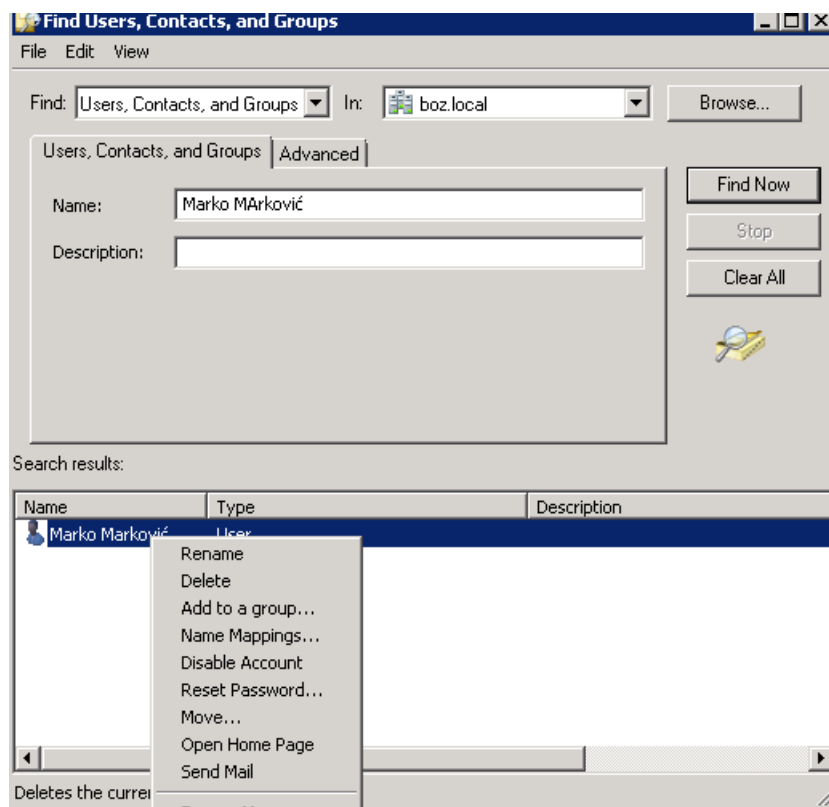 Find Users, Contacts, and Groups
File Edit View
Find: Users, Contacts, and Groups In: boz.local Browse...
Users, Contacts, and Groups Advanced
Name: Marko MArković
Description:
Find Now
Stop
Clear All
Search results:
Name Type Description
Marko Marković User
Rename
Delete
Add to a group...
Name Mappings...
Disable Account
Reset Password...
Move...
Open Home Page
Send Mail
Deletes the